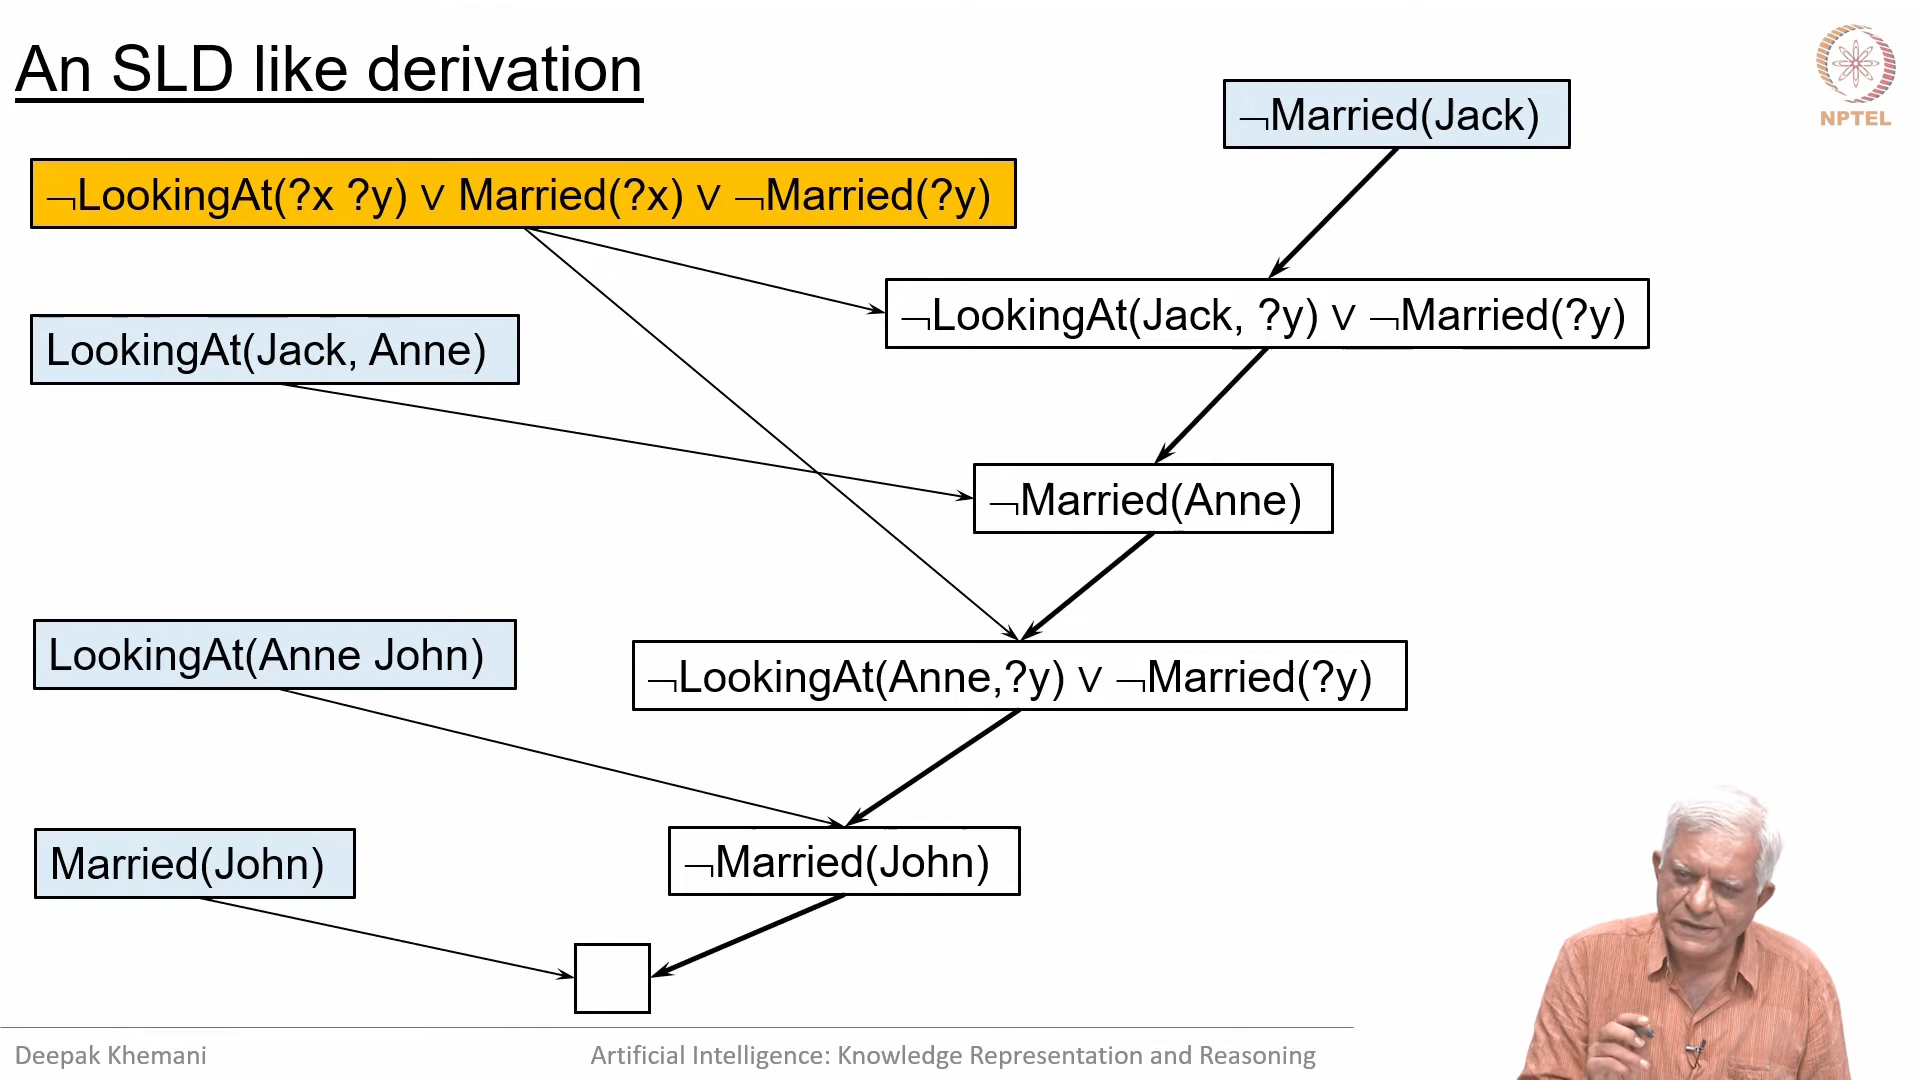 An SLD like derivation
NPTEL
¬Married(Jack)
¬LookingAt(?x ?y) ∨ Married(?x) ∨ ¬Married(?y)
¬LookingAt(Jack, ?y) ∨ ¬Married(?y)
LookingAt(Jack, Anne)
¬Married(Anne)
LookingAt(Anne John)
¬LookingAt(Anne,?y) ∨ ¬Married(?y)
Married(John)
¬Married(John)
Deepak Khemani
Artificial Intelligence: Knowledge Representation and Reasoning